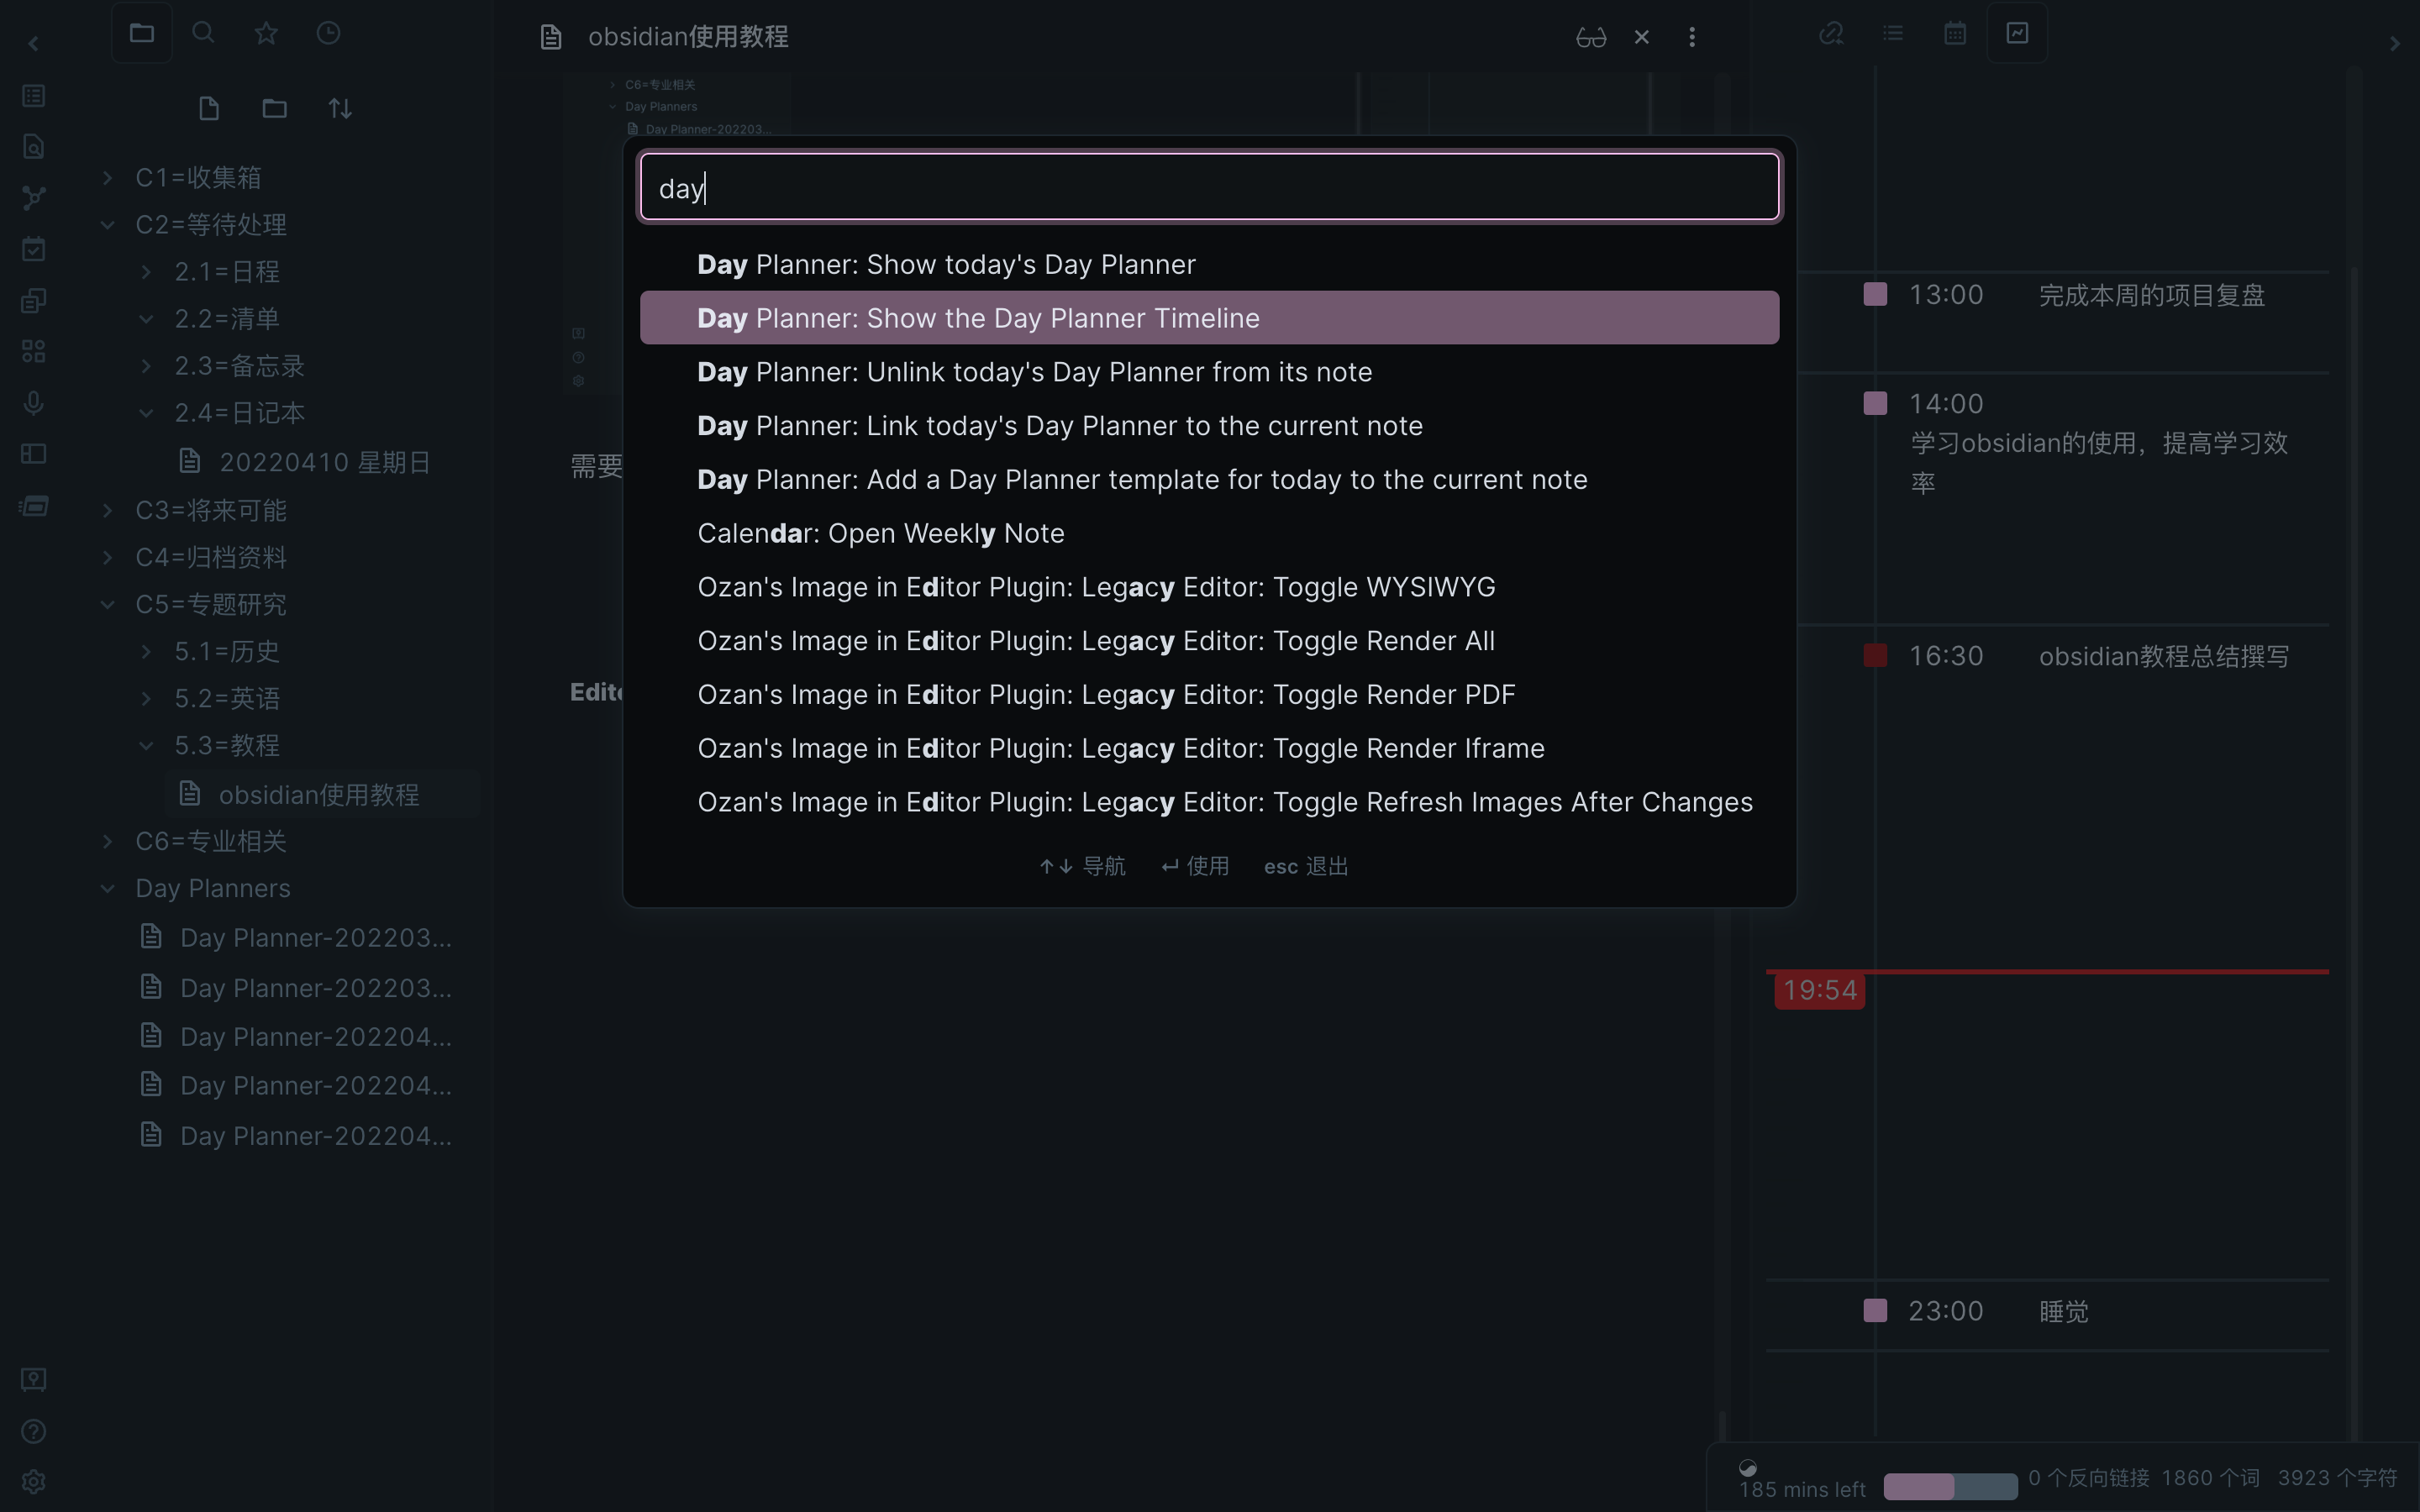 C1=收集箱
C2=等待处理
2.1=日程
2.2=清单
2.3=备忘录
2.4=日记本
20220410 星期日
C3=将来可能
C4=归档资料
C5=专题研究
5.1=历史
5.2=英语
5.3=教程
obsidian使用教程
C6=专业相关
Day Planners
Day Planner-202203...
Day Planner-202203...
Day Planner-202204...
Day Planner-202204...
Day Planner-202204...
obsidian使用教程
C6=专业相关
Day Planners
Day Planner-202203...
需要
day
Day Planner: Show today's Day Planner
Day Planner: Show the Day Planner Timeline
Day Planner: Unlink today's Day Planner from its note
Day Planner: Link today's Day Planner to the current note
Day Planner: Add a Day Planner template for today to the current note
Calendar: Open Weekly Note
Ozan's Image in Editor Plugin: Legacy Editor: Toggle WYSIWYG
Ozan's Image in Editor Plugin: Legacy Editor: Toggle Render All
Ozan's Image in Editor Plugin: Legacy Editor: Toggle Render PDF
Ozan's Image in Editor Plugin: Legacy Editor: Toggle Render Iframe
Ozan's Image in Editor Plugin: Legacy Editor: Toggle Refresh Images After Changes
↑↓ 导航 ↵ 使用 esc 退出
13:00 完成本周的项目复盘
14:00
学习obsidian的使用，提高学习效
率
16:30 obsidian教程总结撰写
19:54
23:00 睡觉
185 mins left 0 个反向链接 1860 个词 3923 个字符